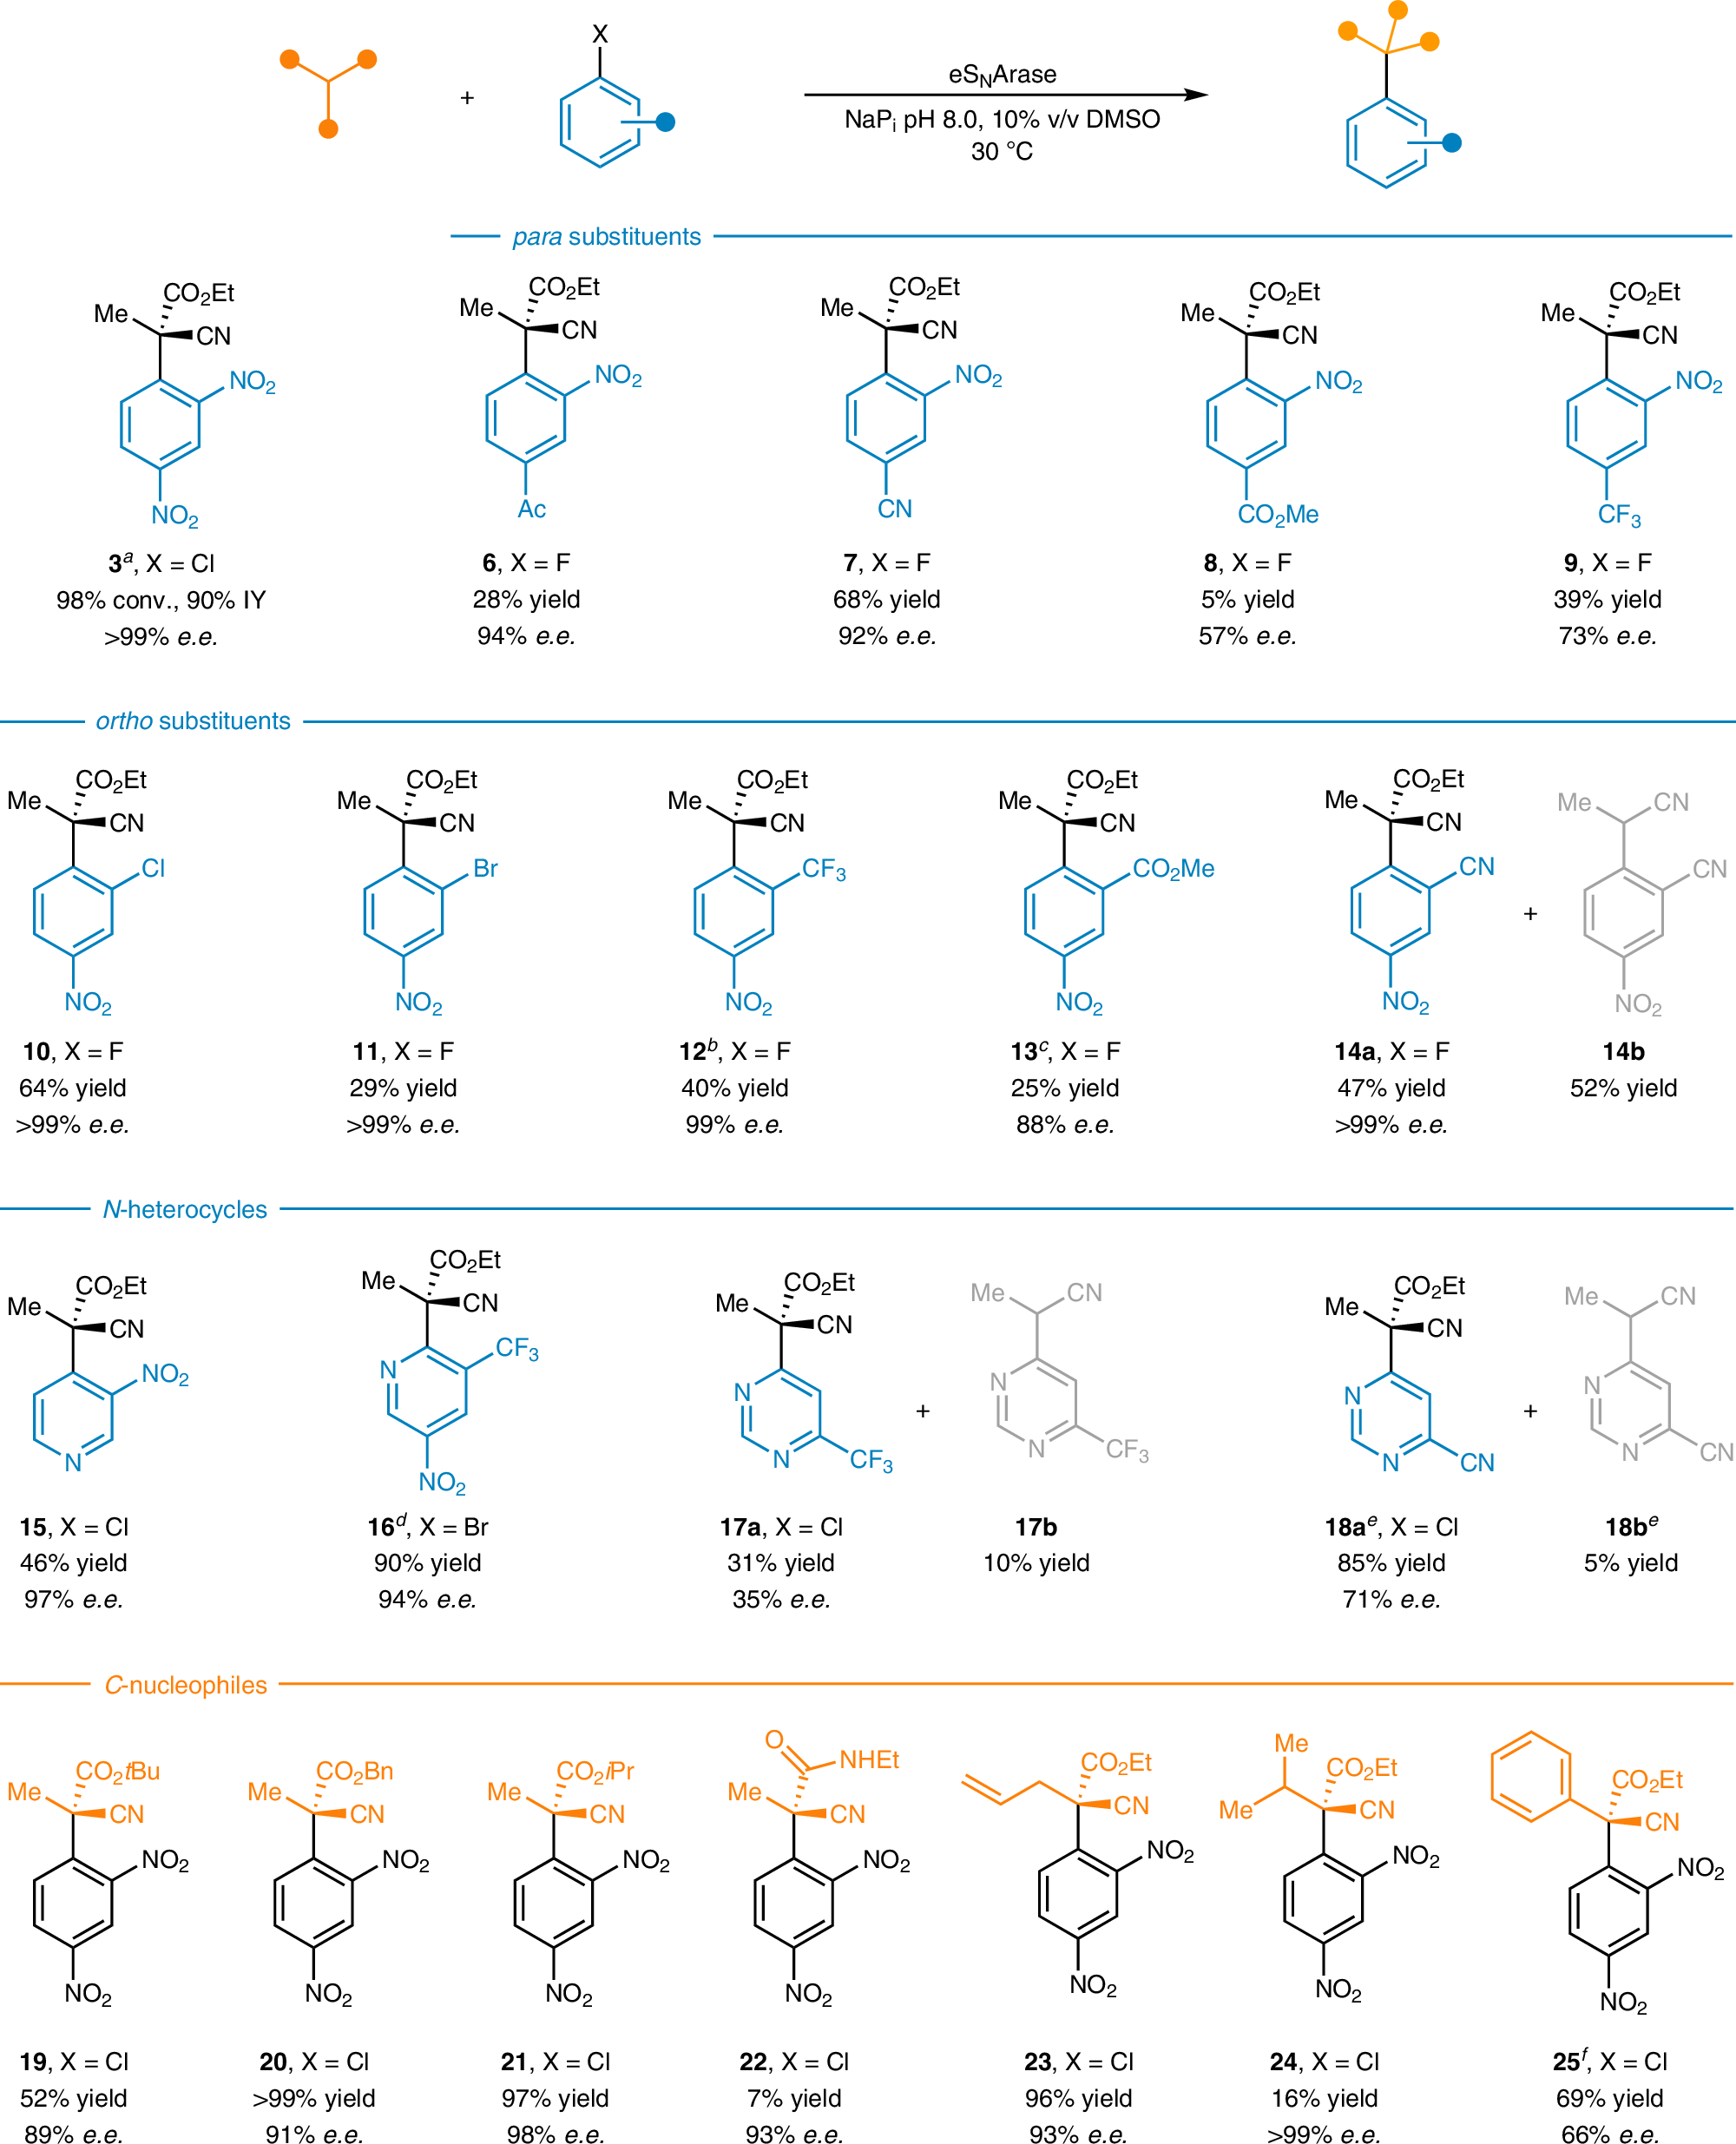 X
+
eSNArase
NaPi pH 8.0, 10% v/v DMSO
30 °C
para substituents
CO2Et
Me
CN
NO2
NO2
3a, X = Cl
98% conv., 90% IY
>99% e.e.
CO2Et
Me
CN
NO2
Ac
6, X = F
28% yield
94% e.e.
CO2Et
Me
CN
NO2
CN
7, X = F
68% yield
92% e.e.
CO2Et
Me
CN
NO2
CO2Me
8, X = F
5% yield
57% e.e.
CO2Et
Me
CN
NO2
CF3
9, X = F
39% yield
73% e.e.
ortho substituents
CO2Et
Me
CN
Cl
NO2
10, X = F
64% yield
>99% e.e.
CO2Et
Me
CN
Br
NO2
11, X = F
29% yield
>99% e.e.
CO2Et
Me
CN
CF3
NO2
12b, X = F
40% yield
99% e.e.
CO2Et
Me
CN
CO2Me
NO2
13c, X = F
25% yield
88% e.e.
CO2Et
Me
CN
CN
NO2
14a, X = F
47% yield
>99% e.e.
+
Me
CN
CN
NO2
14b
52% yield
N-heterocycles
CO2Et
Me
CN
NO2
N
15, X = Cl
46% yield
97% e.e.
CO2Et
Me
CN
N
CF3
NO2
16d, X = Br
90% yield
94% e.e.
CO2Et
Me
CN
N
N
CF3
17a, X = Cl
31% yield
35% e.e.
+
Me
CN
N
N
CF3
17b
10% yield
CO2Et
Me
CN
N
N
CN
18ae, X = Cl
85% yield
71% e.e.
+
Me
CN
N
N
CN
18be
5% yield
C-nucleophiles
CO2tBu
Me
CN
NO2
NO2
19, X = Cl
52% yield
89% e.e.
CO2Bn
Me
CN
NO2
NO2
20, X = Cl
>99% yield
91% e.e.
CO2iPr
Me
CN
NO2
NO2
21, X = Cl
97% yield
98% e.e.
O
NHEt
Me
CN
NO2
NO2
22, X = Cl
7% yield
93% e.e.
CO2Et
CN
NO2
NO2
23, X = Cl
96% yield
93% e.e.
Me
CO2Et
Me
CN
NO2
NO2
24, X = Cl
16% yield
>99% e.e.
CO2Et
CN
NO2
NO2
25f, X = Cl
69% yield
66% e.e.